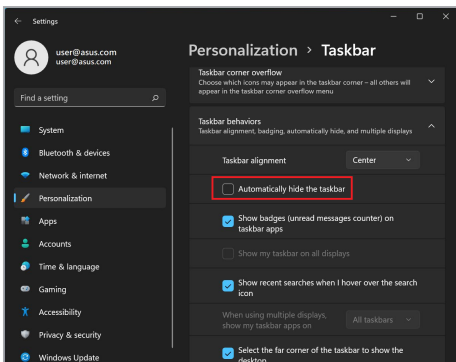 Settings
user@asus.com
user@asus.com
Find a setting
System
Bluetooth & devices
Network & internet
Personalization
Apps
Accounts
Time & language
Gaming
Accessibility
Privacy & security
Windows Update
Personalization > Taskbar
Taskbar corner overflow
Choose which icons may appear in the taskbar corner – all others will
appear in the taskbar corner overflow menu
Taskbar behaviors
Taskbar alignment, badging, automatically hide, and multiple displays
Taskbar alignment
Center
Automatically hide the taskbar
Show badges (unread messages counter) on
taskbar apps
Show my taskbar on all displays
Show recent searches when I hover over the search
icon
When using multiple displays,
show my taskbar apps on
All taskbars
Select the far corner of the taskbar to show the
desktop